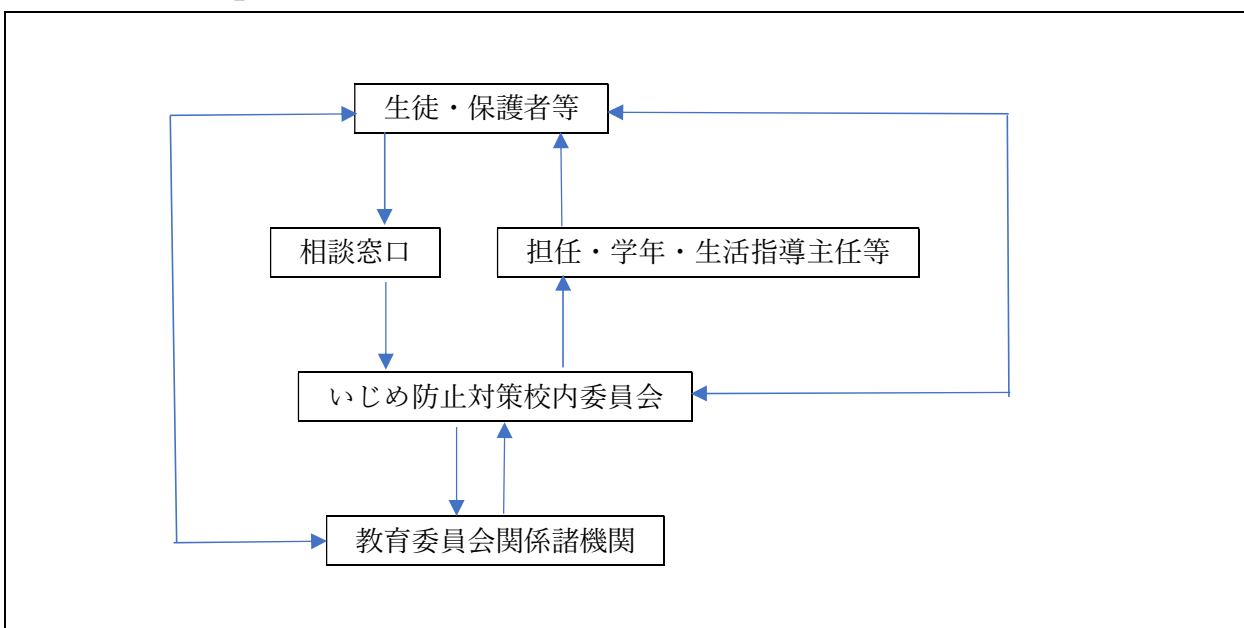 生徒・保護者等
相談窓口
担任・学年・生活指導主任等
いじめ防止対策校内委員会
教育委員会関係諸機関